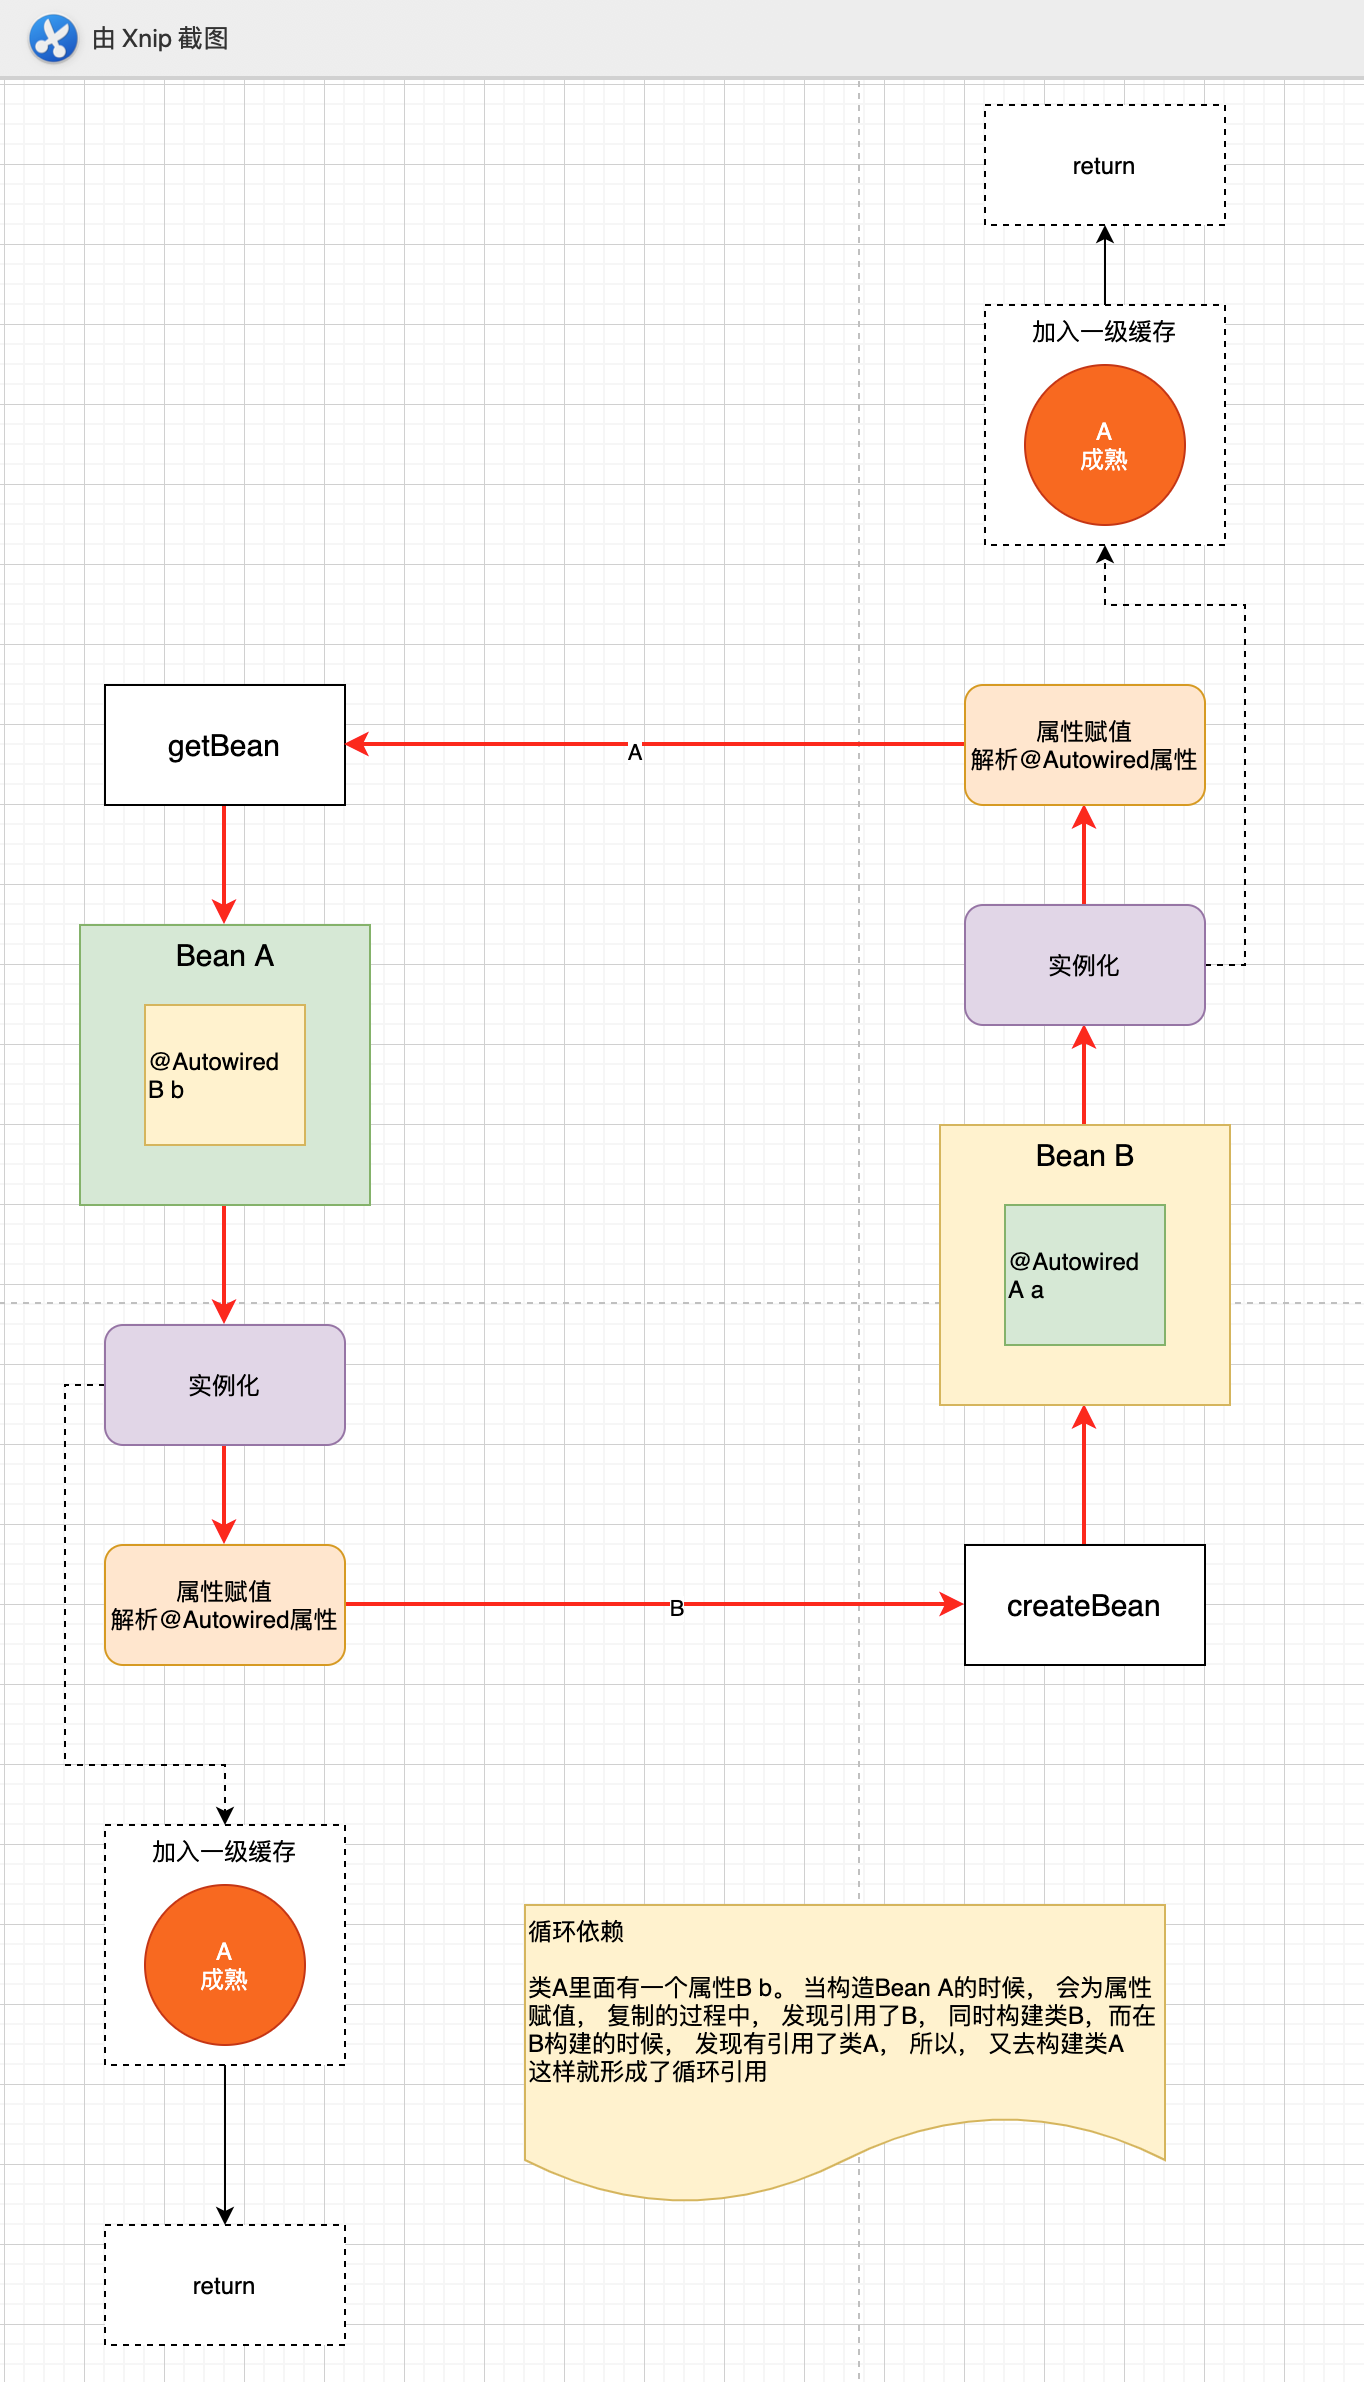 由 Xnip 截图
return
加入一级缓存
A
成熟
getBean
A
属性赋值
解析@Autowired属性
Bean A
@Autowired
B b
实例化
Bean B
@Autowired
A a
实例化
属性赋值
解析@Autowired属性
B
createBean
加入一级缓存
A
成熟
循环依赖
类A里面有一个属性B b。 当构造Bean A的时候， 会为属性
赋值， 复制的过程中， 发现引用了B， 同时构建类B，而在
B构建的时候， 发现有引用了类A， 所以， 又去构建类A
这样就形成了循环引用
return